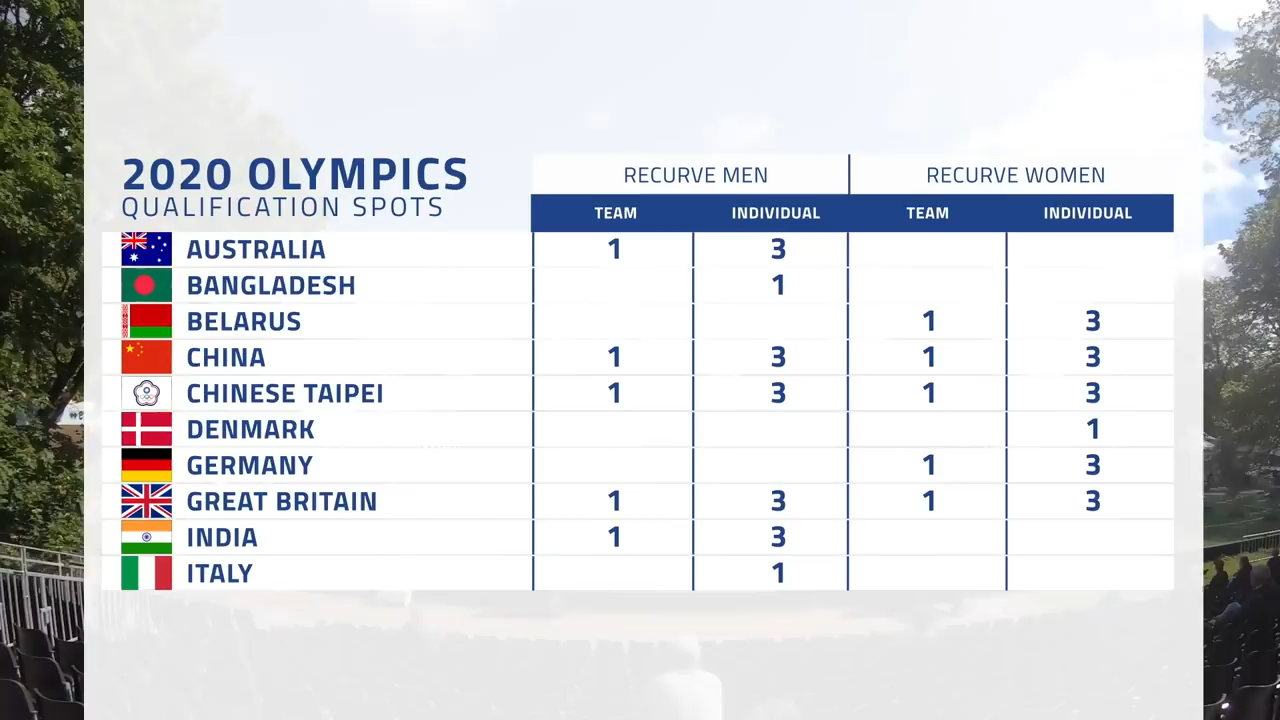 2020 OLYMPICS
QUALIFICATION SPOTS
RECURVE MEN RECURVE WOMEN
TEAM INDIVIDUAL TEAM INDIVIDUAL
AUSTRALIA 1 3
BANGLADESH 1
BELARUS 1 3
CHINA 1 3 1 3
CHINESE TAIPEI 1 3 1 3
DENMARK 1
GERMANY 1 3
GREAT BRITAIN 1 3 1 3
INDIA 1 3
ITALY 1